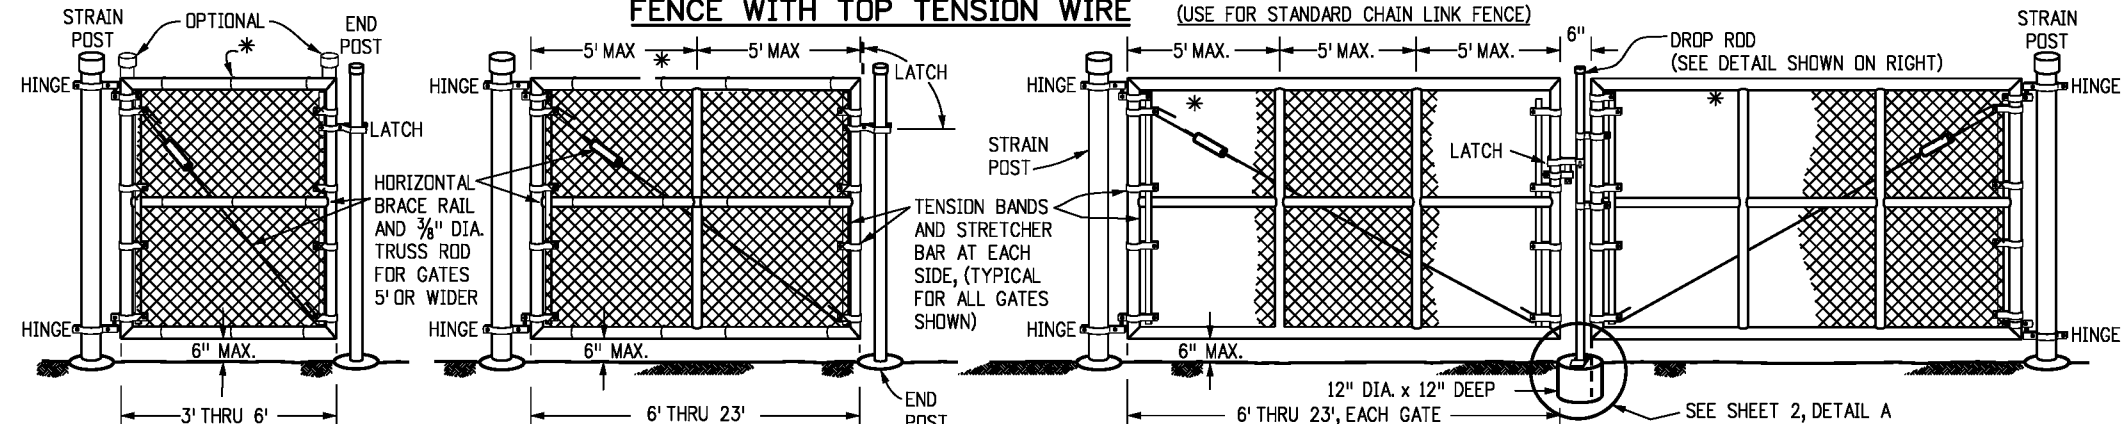 FENCE WITH TOP TENSION WIRE
(USE FOR STANDARD CHAIN LINK FENCE)
STRAIN
POST
OPTIONAL
*
END
POST
HINGE
LATCH
HINGE
6" MAX.
3' THRU 6'
HORIZONTAL
BRACE RAIL
AND 3/8" DIA.
TRUSS ROD
FOR GATES
5' OR WIDER
5' MAX
5' MAX
*
LATCH
HINGE
HINGE
6" MAX.
6' THRU 23'
END
POST
TENSION BANDS
AND STRETCHER
BAR AT EACH
SIDE, (TYPICAL
FOR ALL GATES
SHOWN)
5' MAX.
5' MAX.
5' MAX.
6"
DROP ROD
(SEE DETAIL SHOWN ON RIGHT)
STRAIN
POST
HINGE
*
*
HINGE
STRAIN
POST
LATCH
HINGE
HINGE
6" MAX.
12" DIA. x 12" DEEP
6' THRU 23', EACH GATE
SEE SHEET 2, DETAIL A